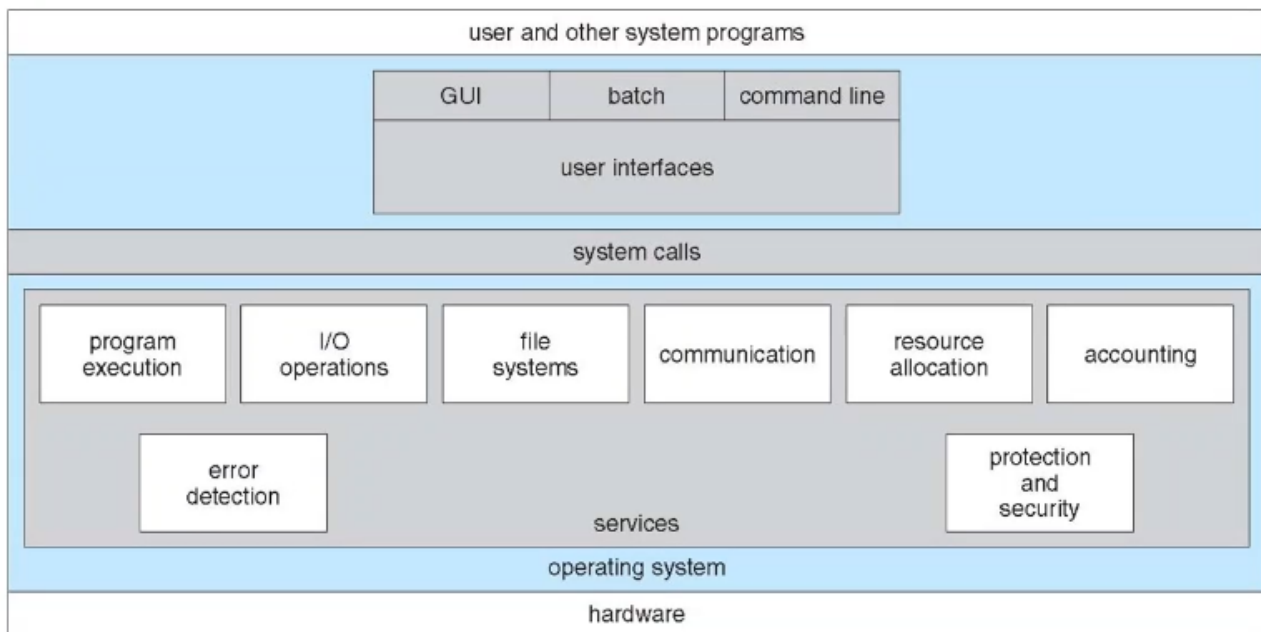 user and other system programs
GUI
batch
command line
user interfaces
system calls
program
execution
I/O
operations
file
systems
communication
resource
allocation
accounting
error
detection
protection
and
security
services
operating system
hardware